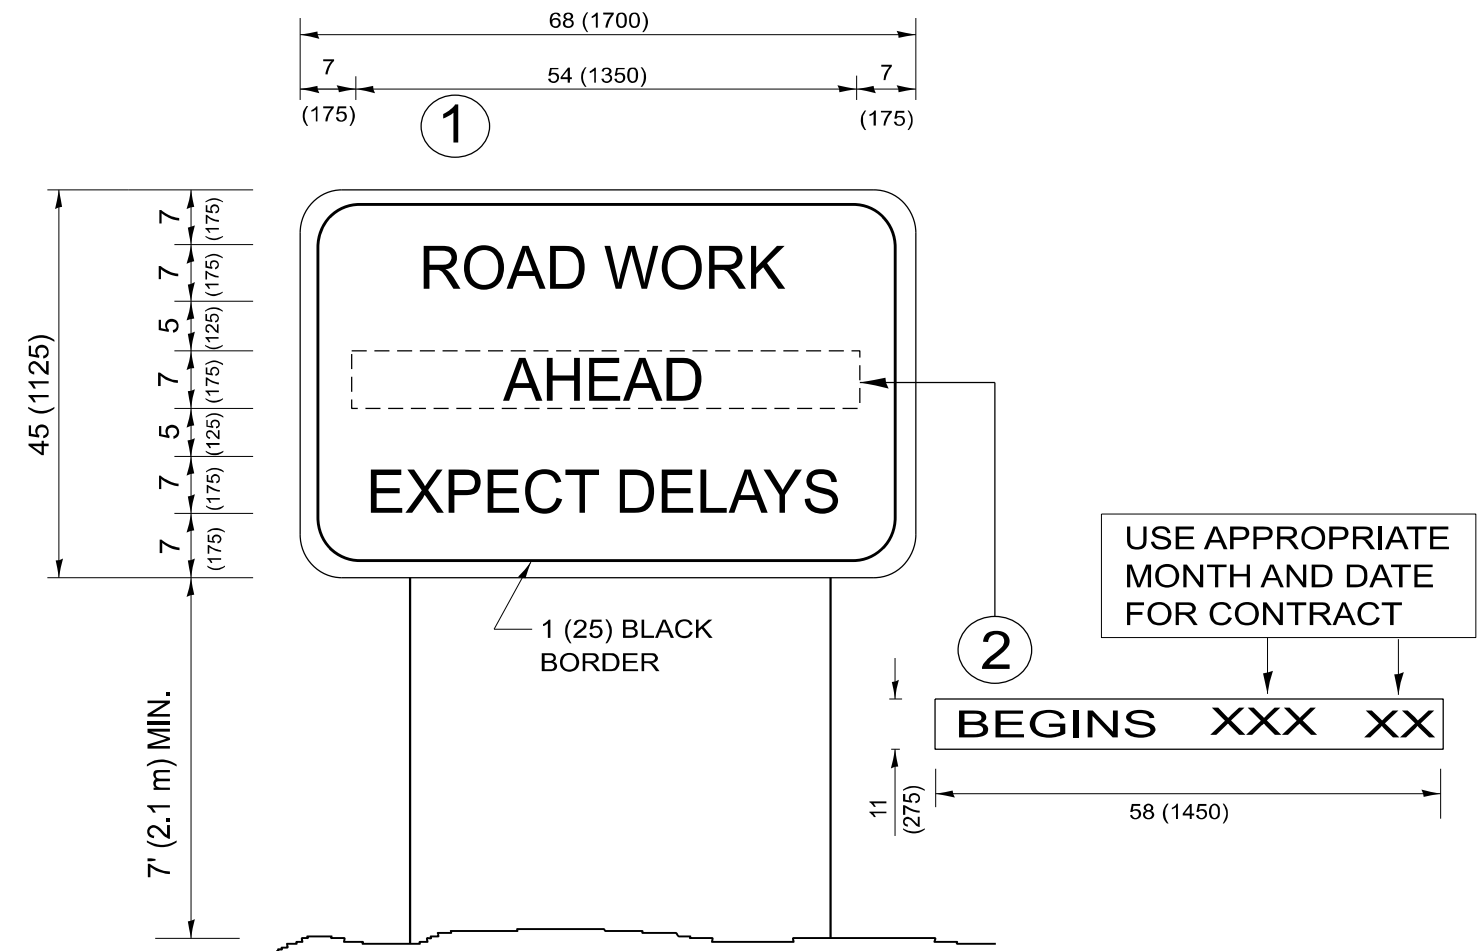 68 (1700)
7
54 (1350)
7
(175)
(175)
1
7 (175)
7 (175)
5 (125)
7 (175)
5 (125)
7 (175)
7 (175)
45 (1125)
ROAD WORK
AHEAD
EXPECT DELAYS
1 (25) BLACK
BORDER
7' (2.1 m) MIN.
2
USE APPROPRIATE
MONTH AND DATE
FOR CONTRACT
BEGINS XXX XX
11
(275)
58 (1450)